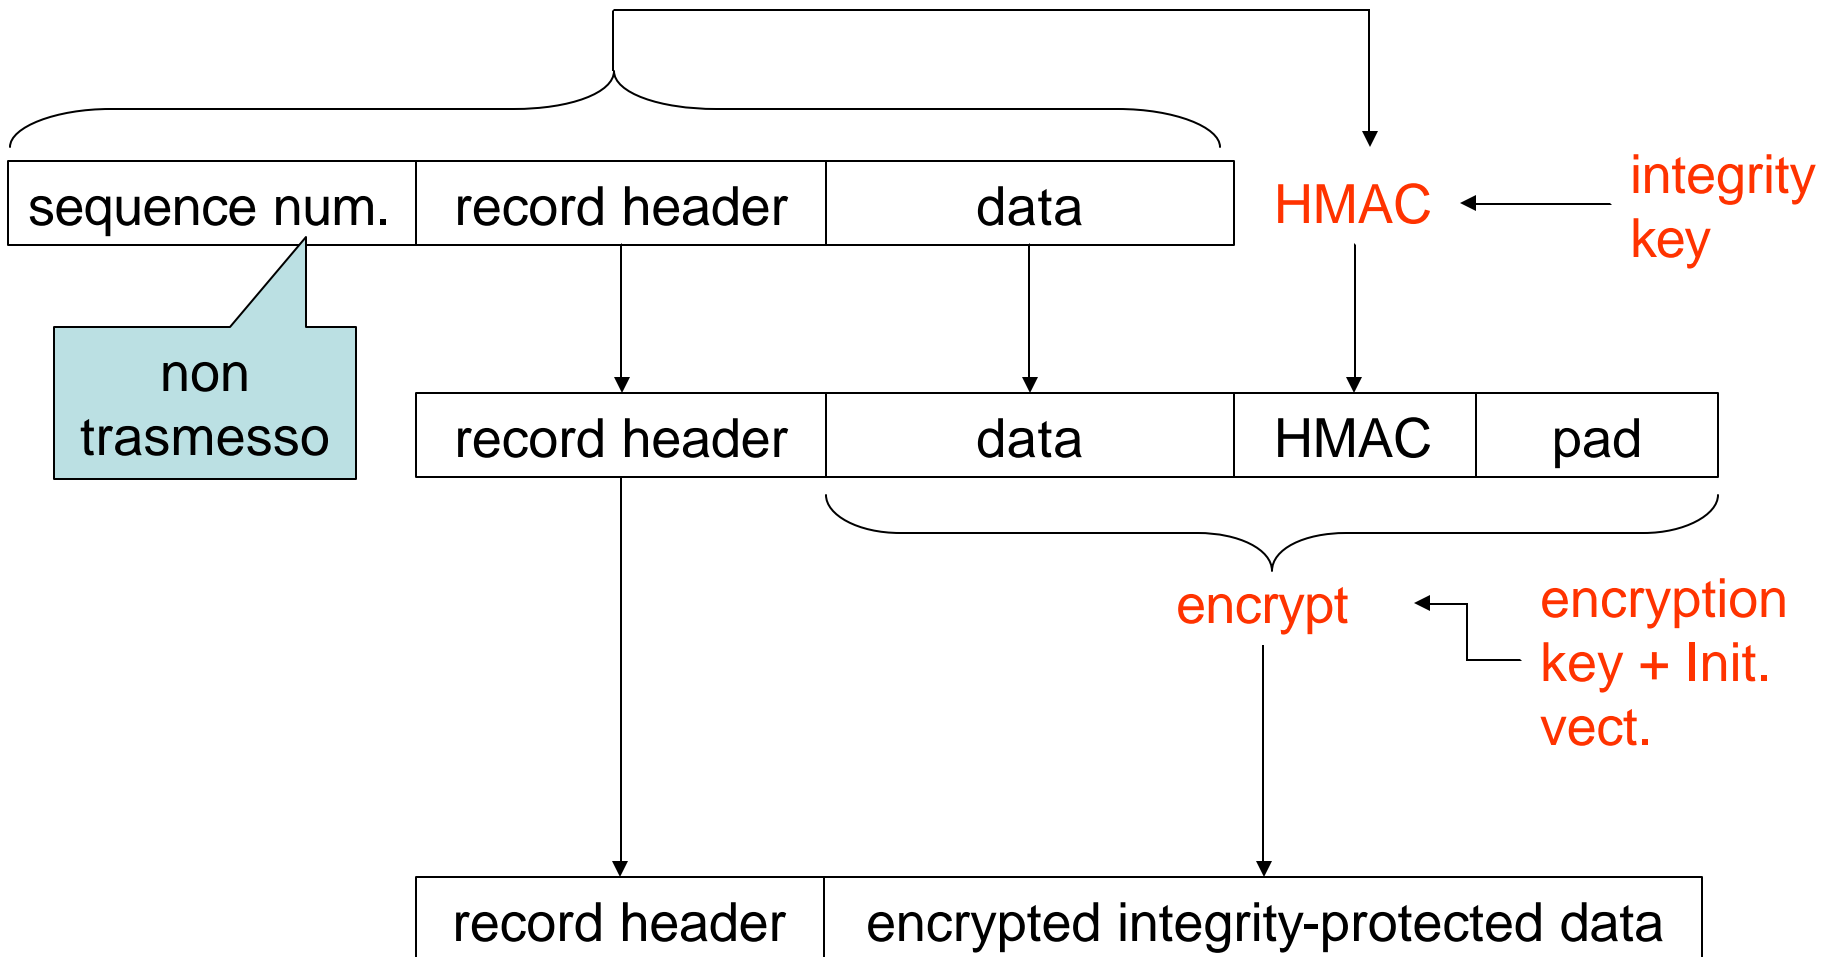 sequence num.
record header
data
HMAC
integrity
key
non
trasmesso
record header
data
HMAC
pad
encrypt
encryption
key + Init.
vect.
record header
encrypted integrity-protected data